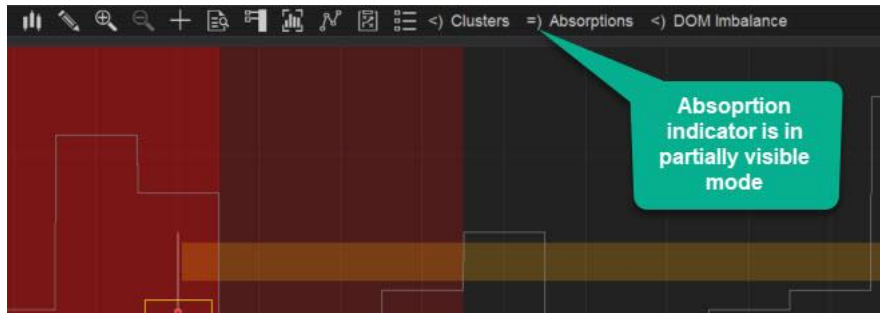 <) Clusters =) Absorptions <) DOM Imbalance
Absoprtion
indicator is in
partially visible
mode